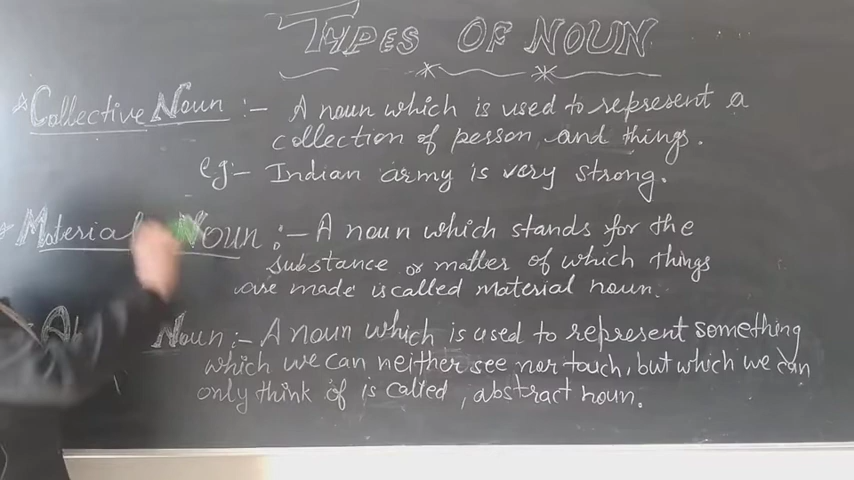 TYPES OF NOUN
Collective Noun :- A noun which is used to represent a
collection of person and things.
e.g:- Indian army is very strong.
Material Noun :- A noun which stands for the
substance or matter of which things
are made is called Material noun.
Noun :- A noun which is used to represent something
which we can neither see nor touch, but which we can
only think of is called, abstract noun.